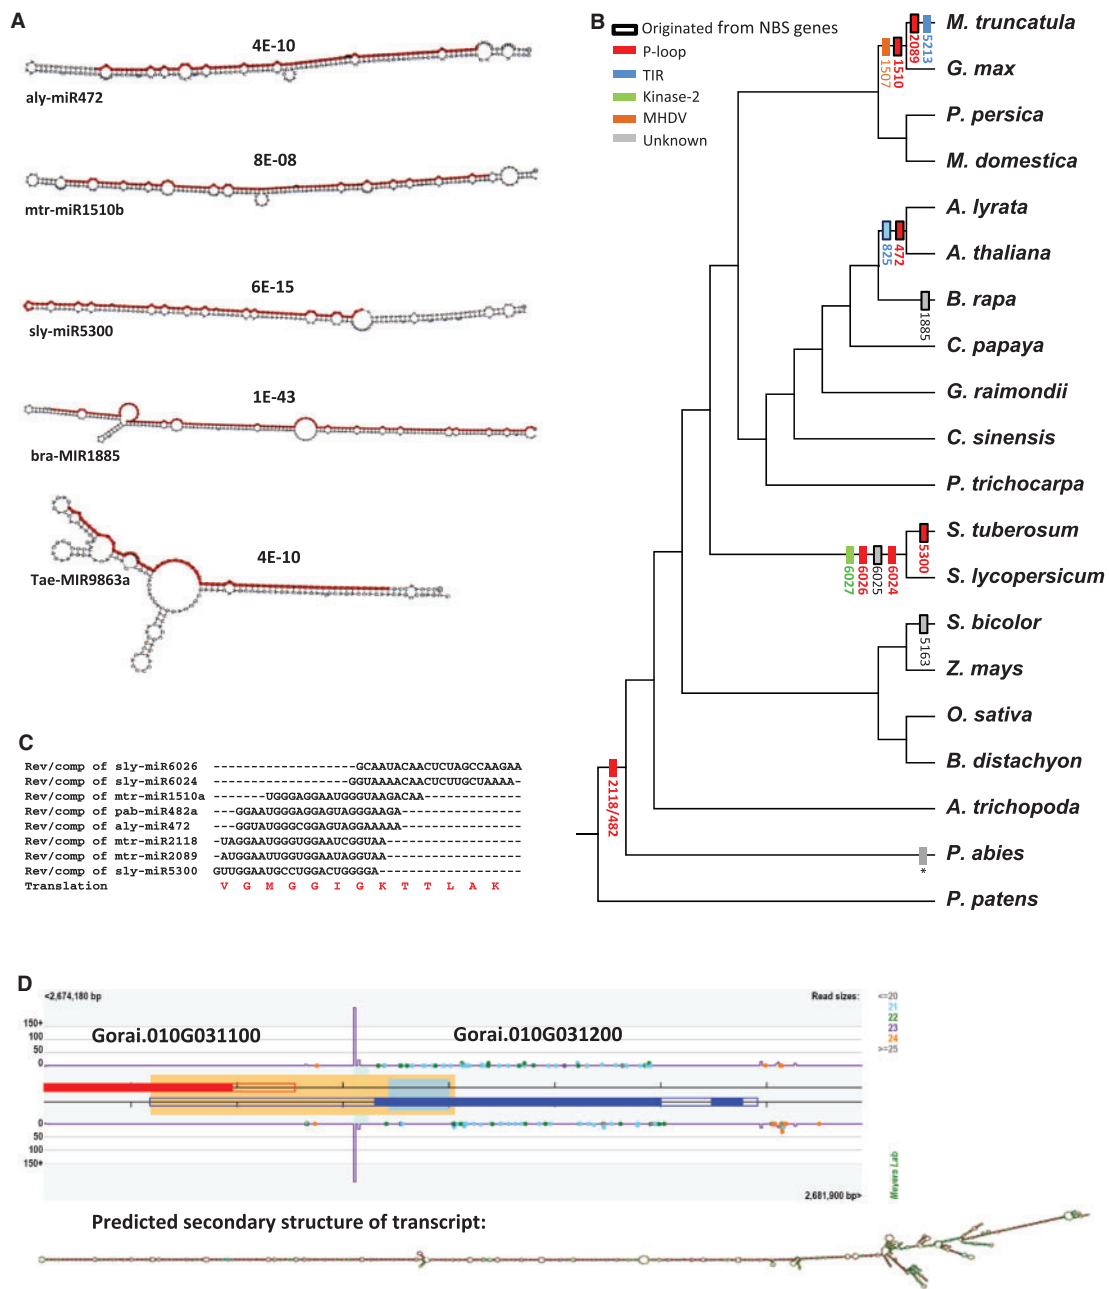 A
4E-10
aly-miR472
8E-08
mtr-miR1510b
6E-15
sly-miR5300
1E-43
bra-MIR1885
4E-10
Tae-MIR9863a
B
Originated from NBS genes
P-loop
TIR
Kinase-2
MHDV
Unknown
1507
1510
2089
5213
825
472
1885
6027
6026
6025
6024
5300
5163
2118/482
*
M. truncatula
G. max
P. persica
M. domestica
A. lyrata
A. thaliana
B. rapa
C. papaya
G. raimondii
C. sinensis
P. trichocarpa
S. tuberosum
S. lycopersicum
S. bicolor
Z. mays
O. sativa
B. distachyon
A. trichopoda
P. abies
P. patens
C
Rev/comp of sly-miR6026 -----------------GCAAUACAACUCUAGCCAAGAA
Rev/comp of sly-miR6024 ----------------GGUAAAACAACUCUUGCUAAAA-
Rev/comp of mtr-miR1510a ------UGGGAGGAAUGGGUAAGACAA------------
Rev/comp of pab-miR482a ---GGAAUGGGAGGAGUAGGGAAGA---------------
Rev/comp of aly-miR472 ---GGUAUGGGCGGAGUAGGAAAAA---------------
Rev/comp of mtr-miR2118 -UAGGAAUGGGUGGAAUCGGUAA-----------------
Rev/comp of mtr-miR2089 -AUGGAAUUGGUGGAAUAGGUAA-----------------
Rev/comp of sly-miR5300 GUUGGAAUGCCUGGACUGGGGA-----------------
Translation V G M G G I G K T T L A K
D
<2,674,180 bp
Read sizes:
<=20
21
22
23
24
>=25
Gorai.010G031100
Gorai.010G031200
150+
100
50
0
0
50
100
150+
2,681,900 bp>
Meyers Lab
Predicted secondary structure of transcript: